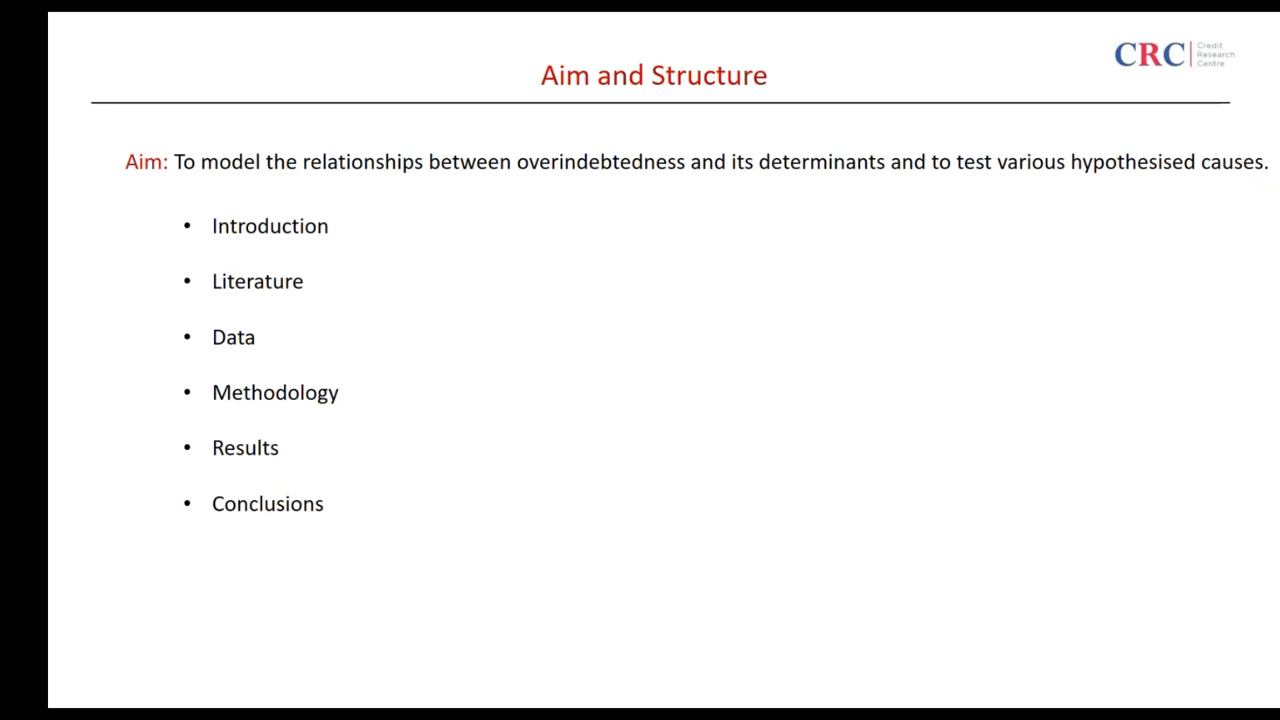 CRC
Credit
Research
Centre
Aim and Structure
Aim: To model the relationships between overindebtedness and its determinants and to test various hypothesised causes.
• Introduction
• Literature
• Data
• Methodology
• Results
• Conclusions